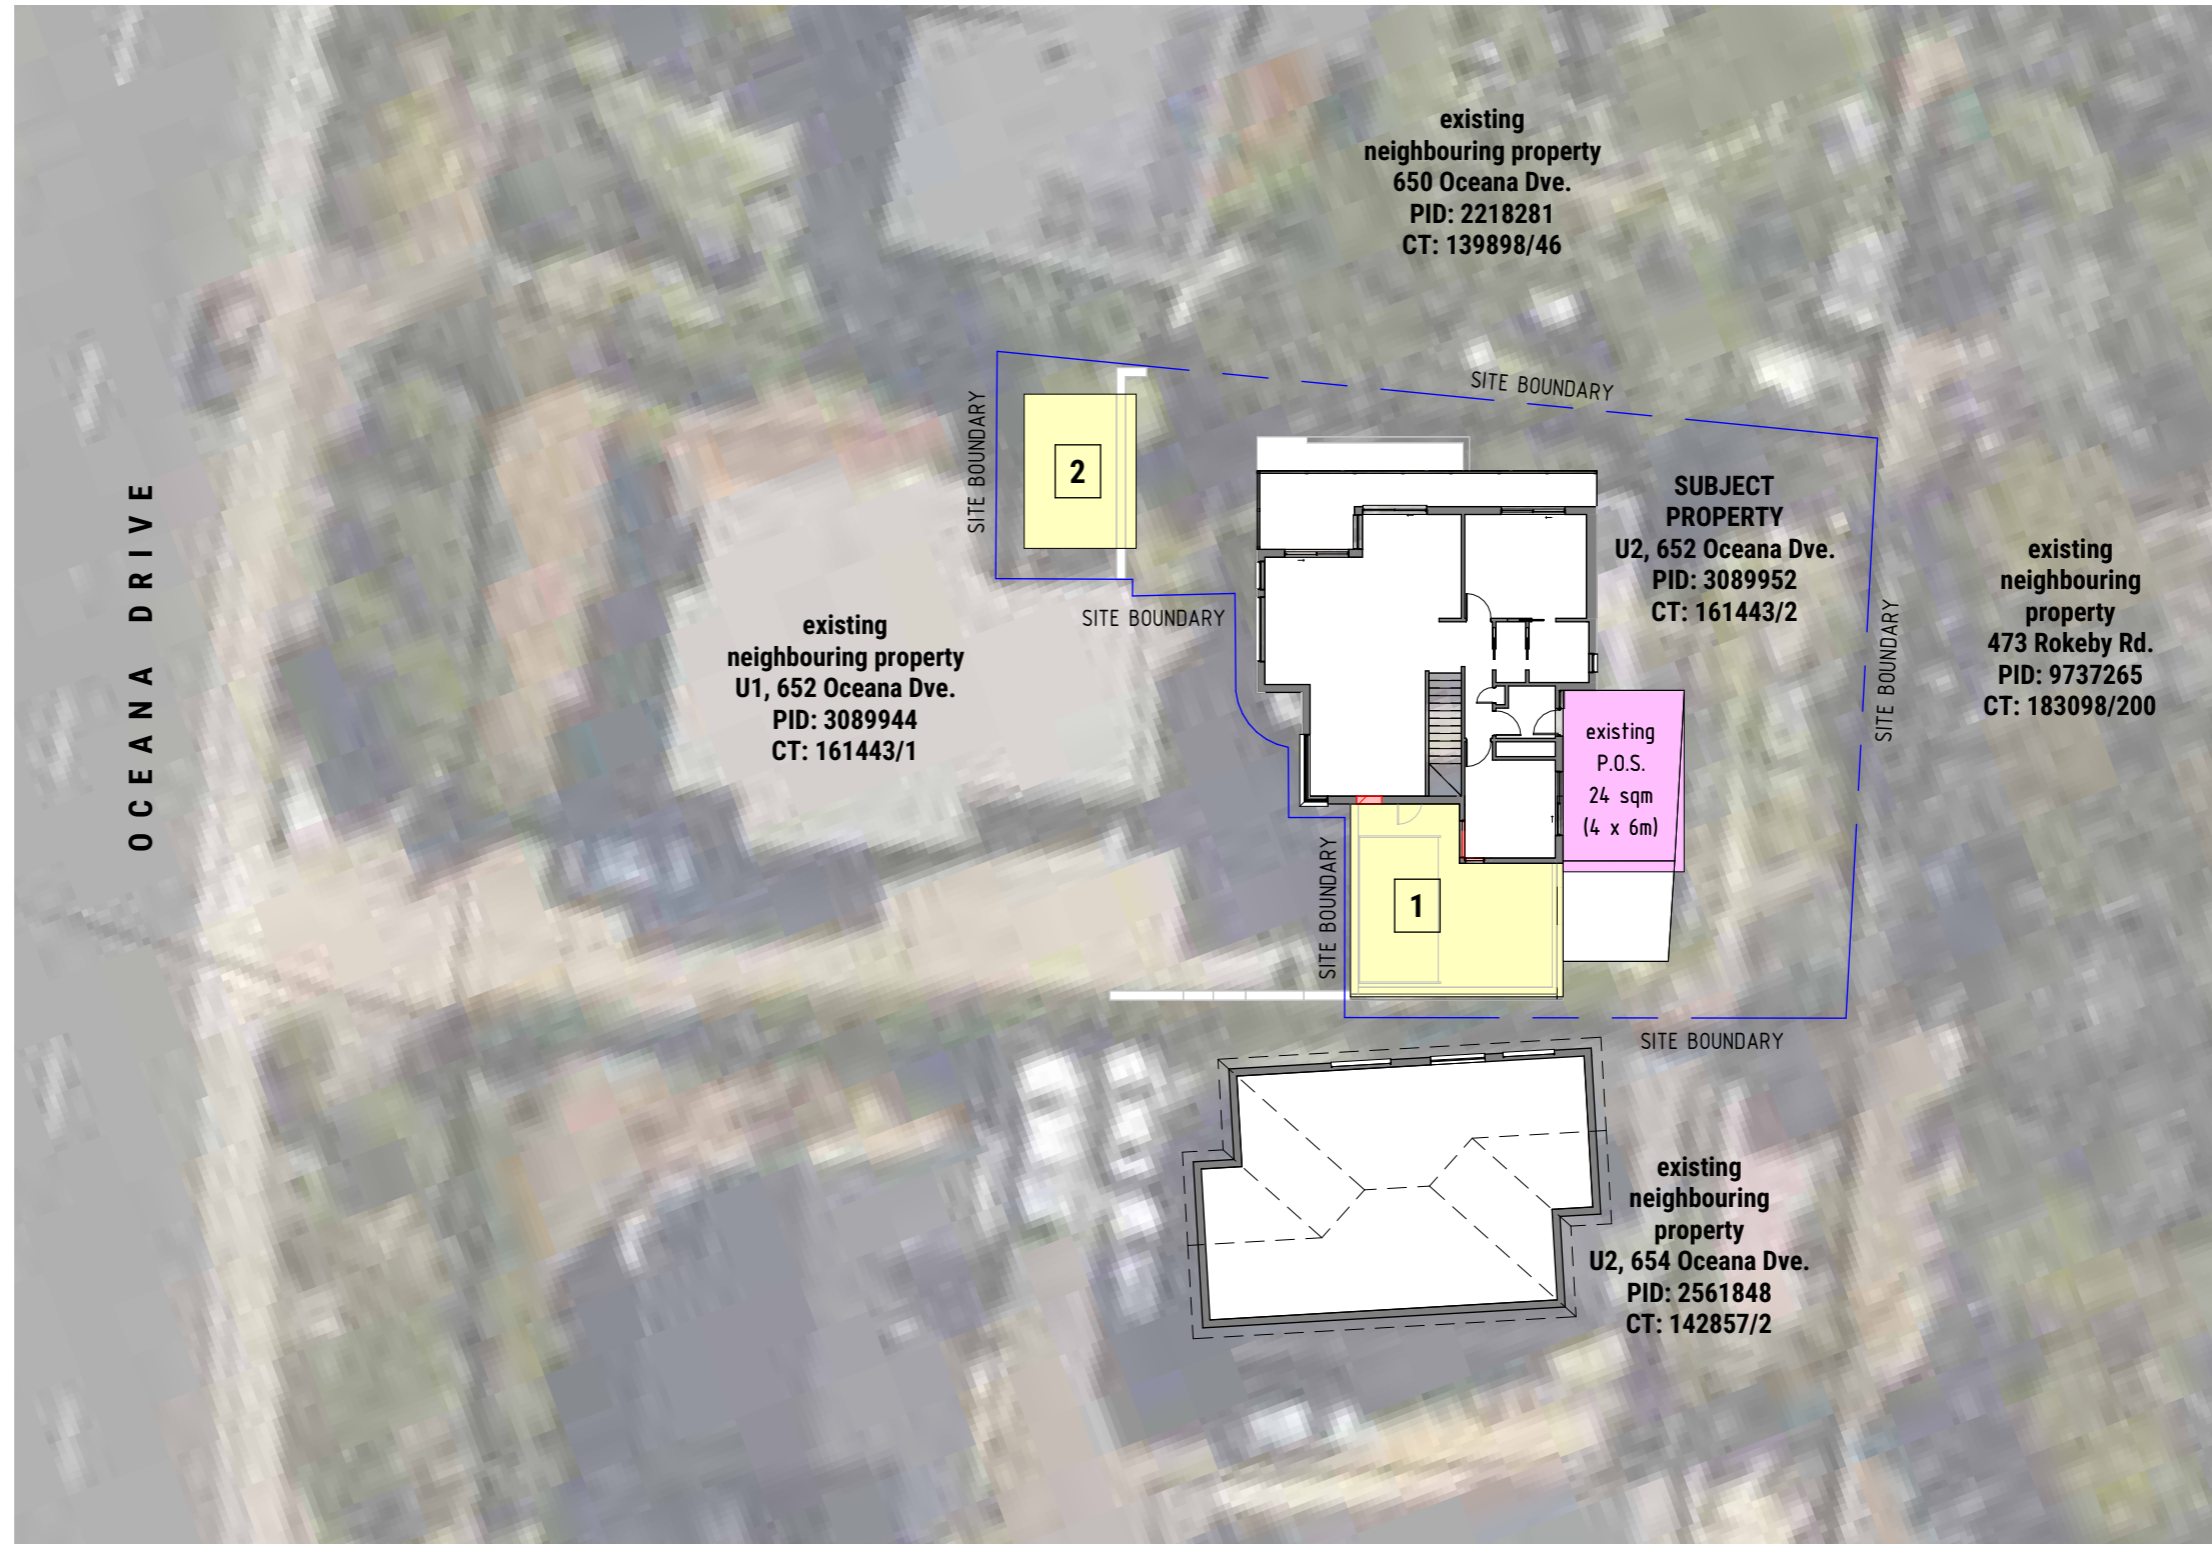 existing
neighbouring property
650 Oceana Dve.
PID: 2218281
CT: 139898/46
SITE BOUNDARY
SITE BOUNDARY
2
SUBJECT
PROPERTY
U2, 652 Oceana Dve.
PID: 3089952
CT: 161443/2
OCEANA DRIVE
existing
neighbouring
property
473 Rokeby Rd.
PID: 9737265
CT: 183098/200
SITE BOUNDARY
SITE BOUNDARY
existing
neighbouring property
U1, 652 Oceana Dve.
PID: 3089944
CT: 161443/1
existing
P.O.S.
24 sqm
(4 x 6m)
SITE BOUNDARY
1
SITE BOUNDARY
existing
neighbouring
property
U2, 654 Oceana Dve.
PID: 2561848
CT: 142857/2